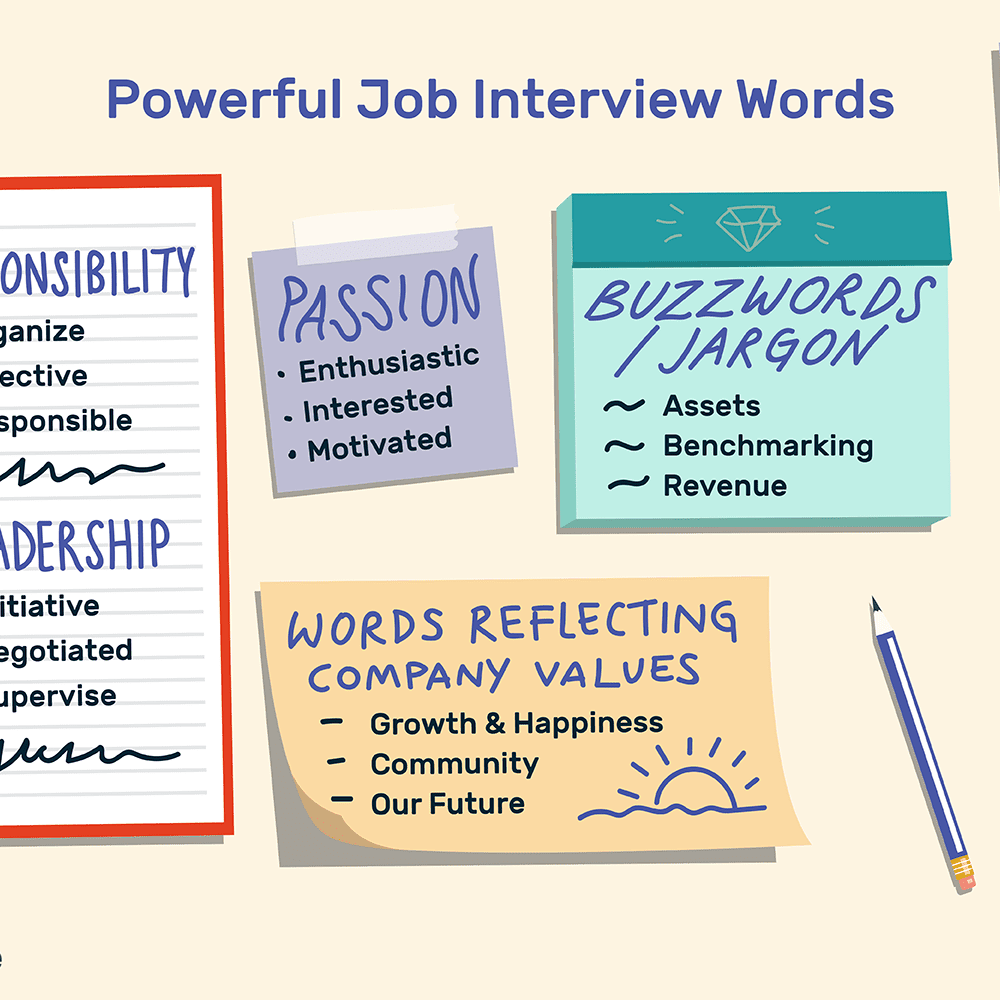 Powerful Job Interview Words
ONSIBILITY
ganize
ective
sponsible
ADERSHIP
itiative
egotiated
upervise
PASSION
• Enthusiastic
• Interested
• Motivated
BUZZWORDS
/ JARGON
~ Assets
~ Benchmarking
~ Revenue
WORDS REFLECTING
COMPANY VALUES
– Growth & Happiness
– Community
– Our Future